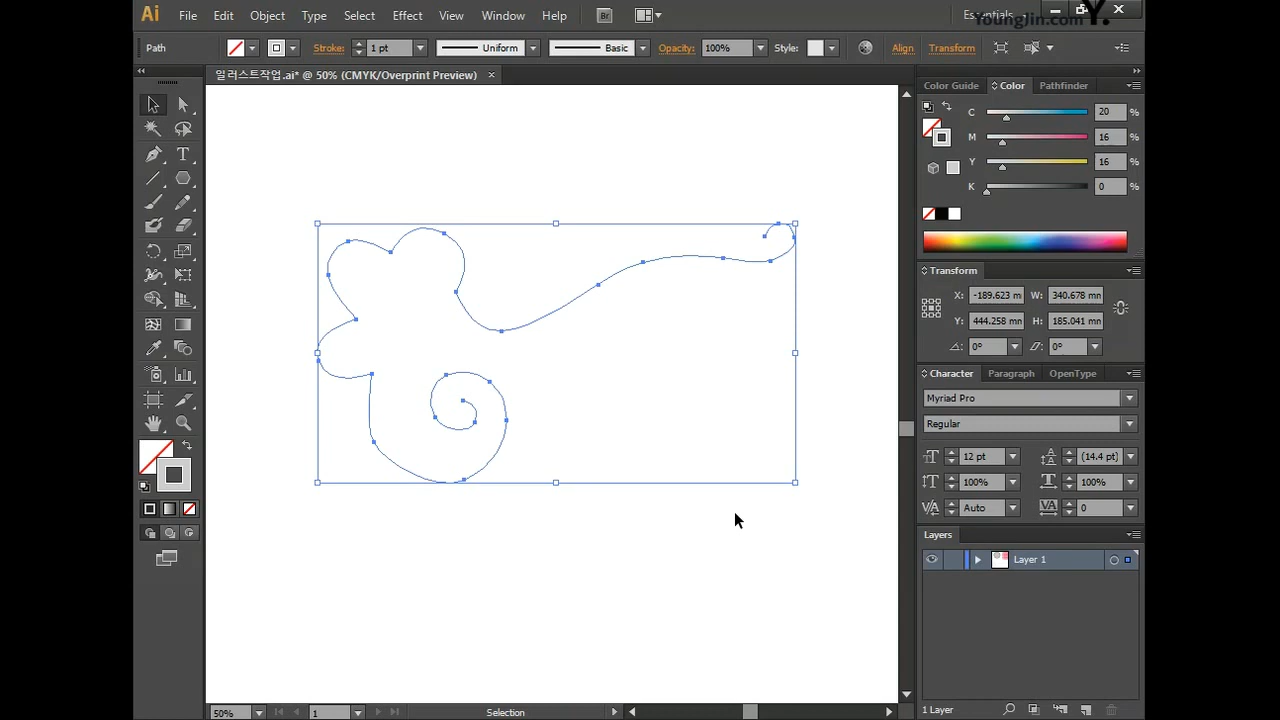 Ai File Edit Object Type Select Effect View Window Help Br Essentials
YoungJin.com Y.
Path Stroke: 1 pt Uniform Basic Opacity: 100% Style: Align Transform
일러스트작업.ai* @ 50% (CMYK/Overprint Preview)
Color Guide Color Pathfinder
C 20 %
M 16 %
Y 16 %
K 0 %
Transform
X: -189.623 m W: 340.678 mn
Y: 444.258 mn H: 185.041 mn
0° 0°
Character Paragraph OpenType
Myriad Pro
Regular
12 pt (14.4 pt)
100% 100%
Auto 0
Layers
Layer 1
50% 1 Selection 1 Layer